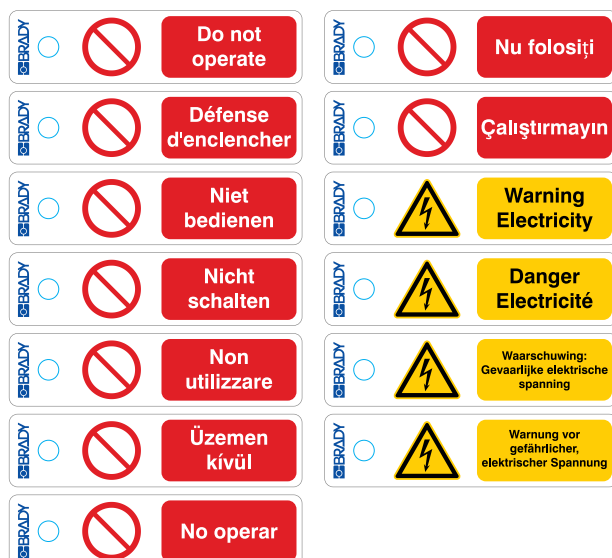 BRADY
Do not
operate
BRADY
Défense
d'enclencher
BRADY
Niet
bedienen
BRADY
Nicht
schalten
BRADY
Non
utilizzare
BRADY
Üzemen
kívül
BRADY
No operar
BRADY
Nu folosiți
BRADY
Çalıştırmayın
BRADY
Warning
Electricity
BRADY
Danger
Electricité
BRADY
Waarschuwing:
Gevaarlijke elektrische
spanning
BRADY
Warnung vor
gefährlicher,
elektrischer Spannung